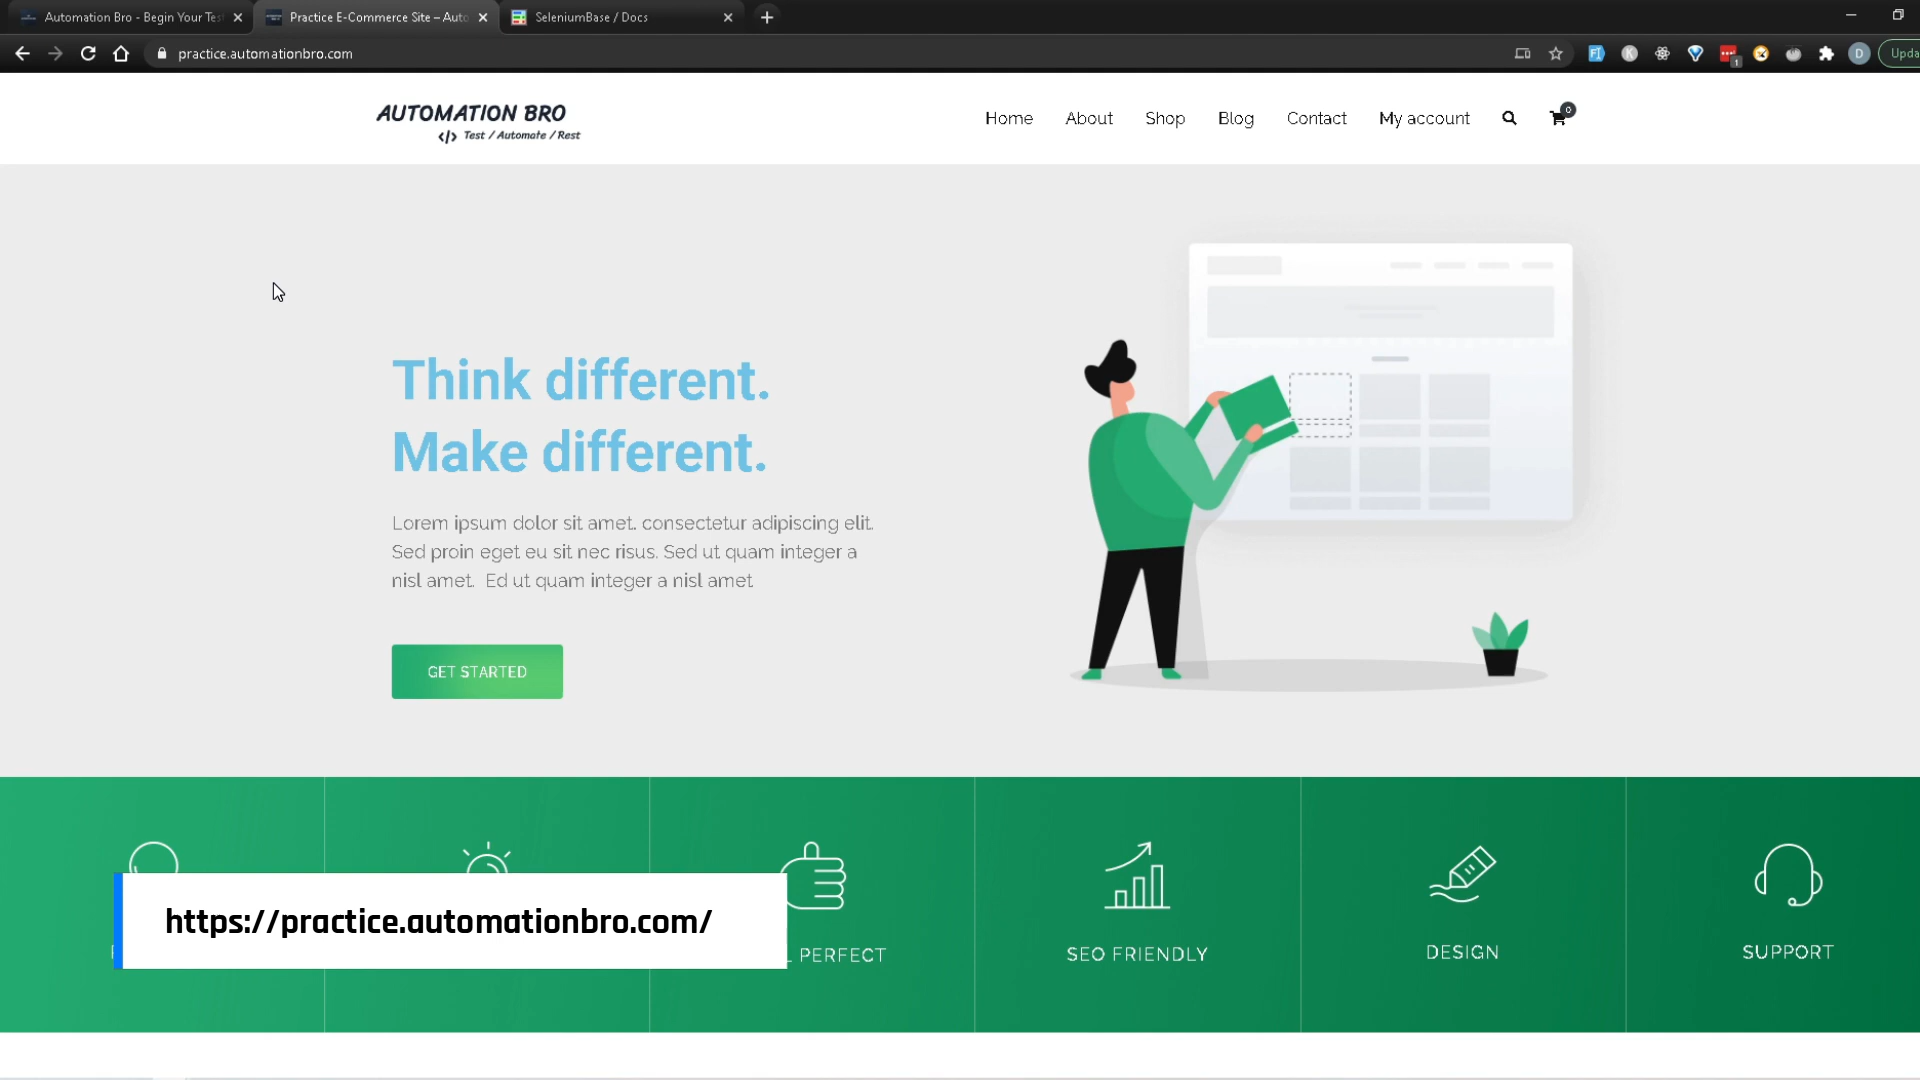 Automation Bro - Begin Your Tes
Practice E-Commerce Site – Auto
SeleniumBase / Docs
practice.automationbro.com
1
D
Upda
AUTOMATION BRO
</> Test / Automate / Rest
Home
About
Shop
Blog
Contact
My account
0
Think different.
Make different.
Lorem ipsum dolor sit amet, consectetur adipiscing elit.
Sed proin eget eu sit nec risus. Sed ut quam integer a
nisl amet.  Ed ut quam integer a nisl amet
GET STARTED
PERFECT
SEO FRIENDLY
DESIGN
SUPPORT
https://practice.automationbro.com/